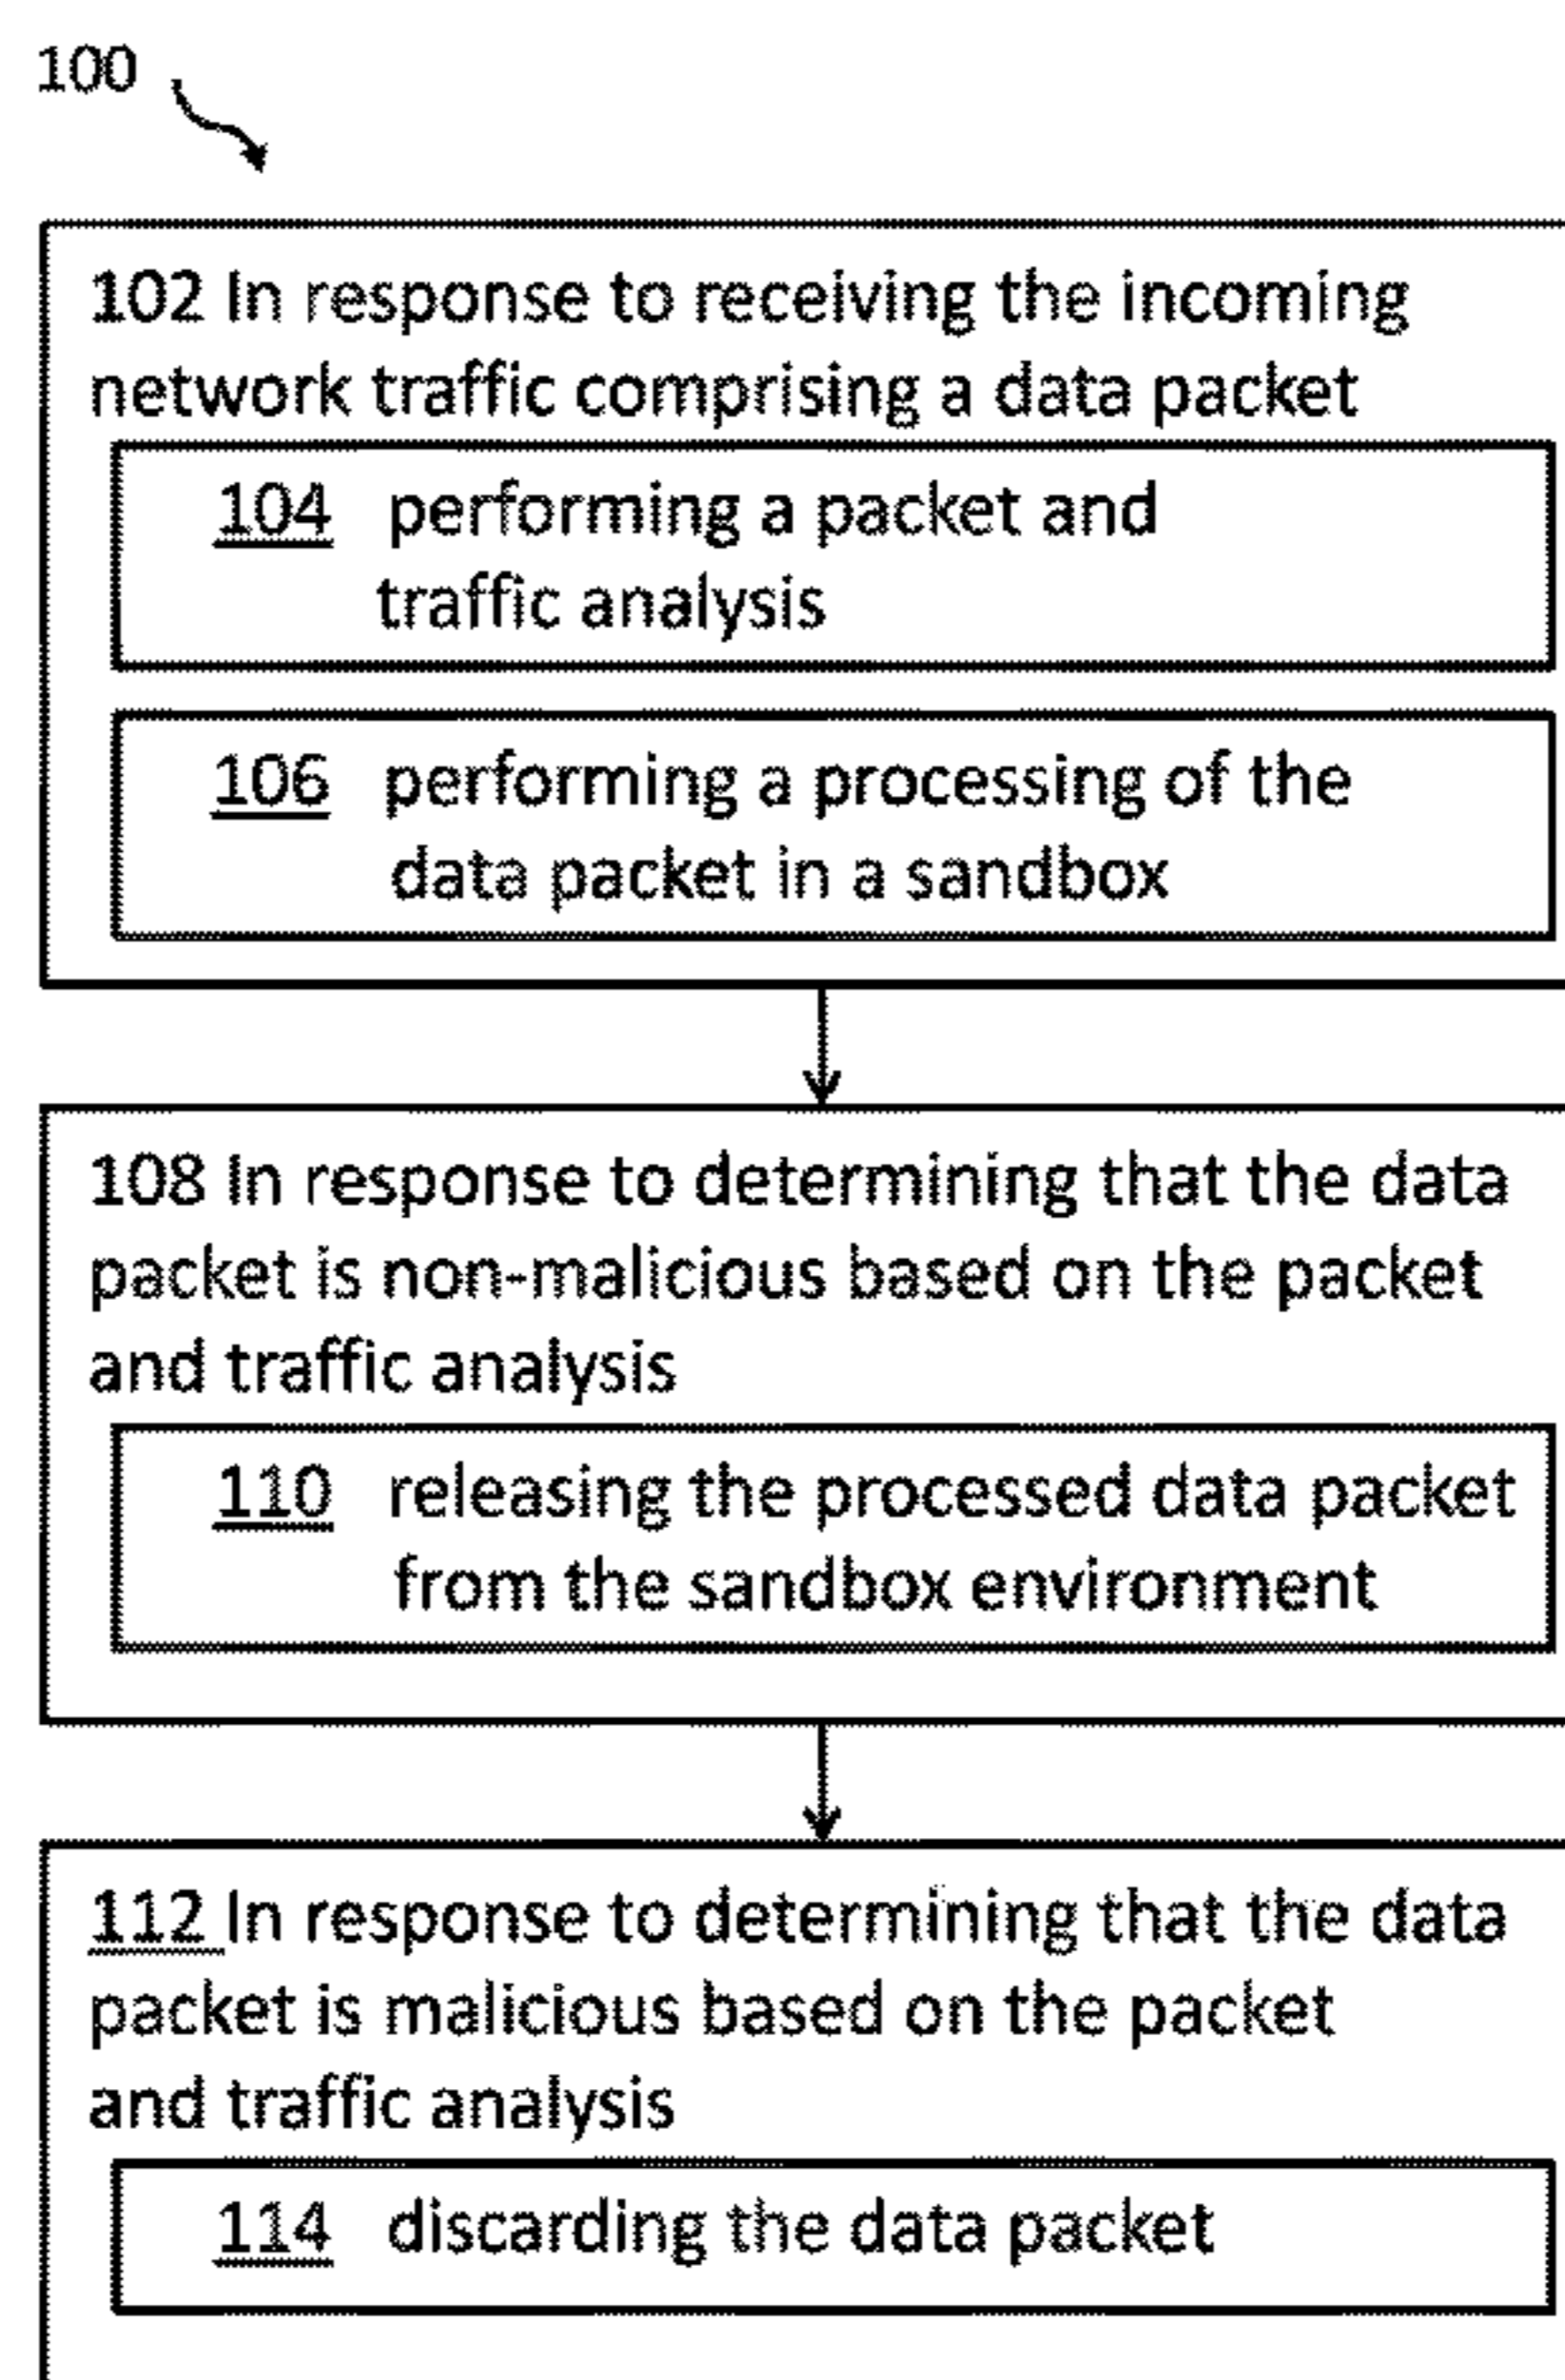 100
102 In response to receiving the incoming
network traffic comprising a data packet
104 performing a packet and
traffic analysis
106 performing a processing of the
data packet in a sandbox
108 In response to determining that the data
packet is non-malicious based on the packet
and traffic analysis
110 releasing the processed data packet
from the sandbox environment
112 In response to determining that the data
packet is malicious based on the packet
and traffic analysis
114 discarding the data packet